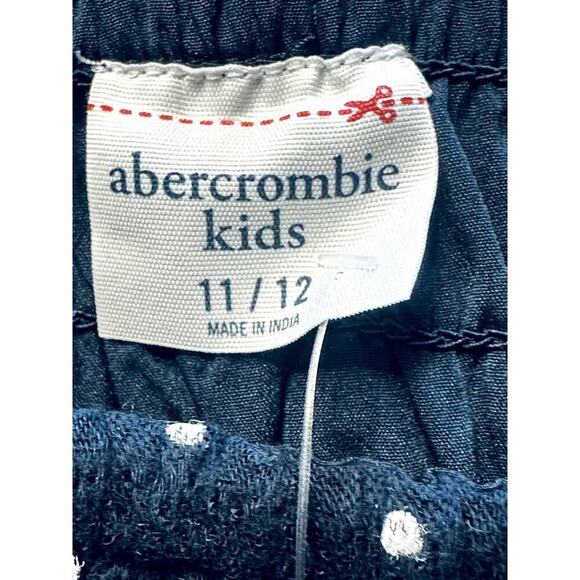 abercrombie
kids
11 / 12
MADE IN INDIA